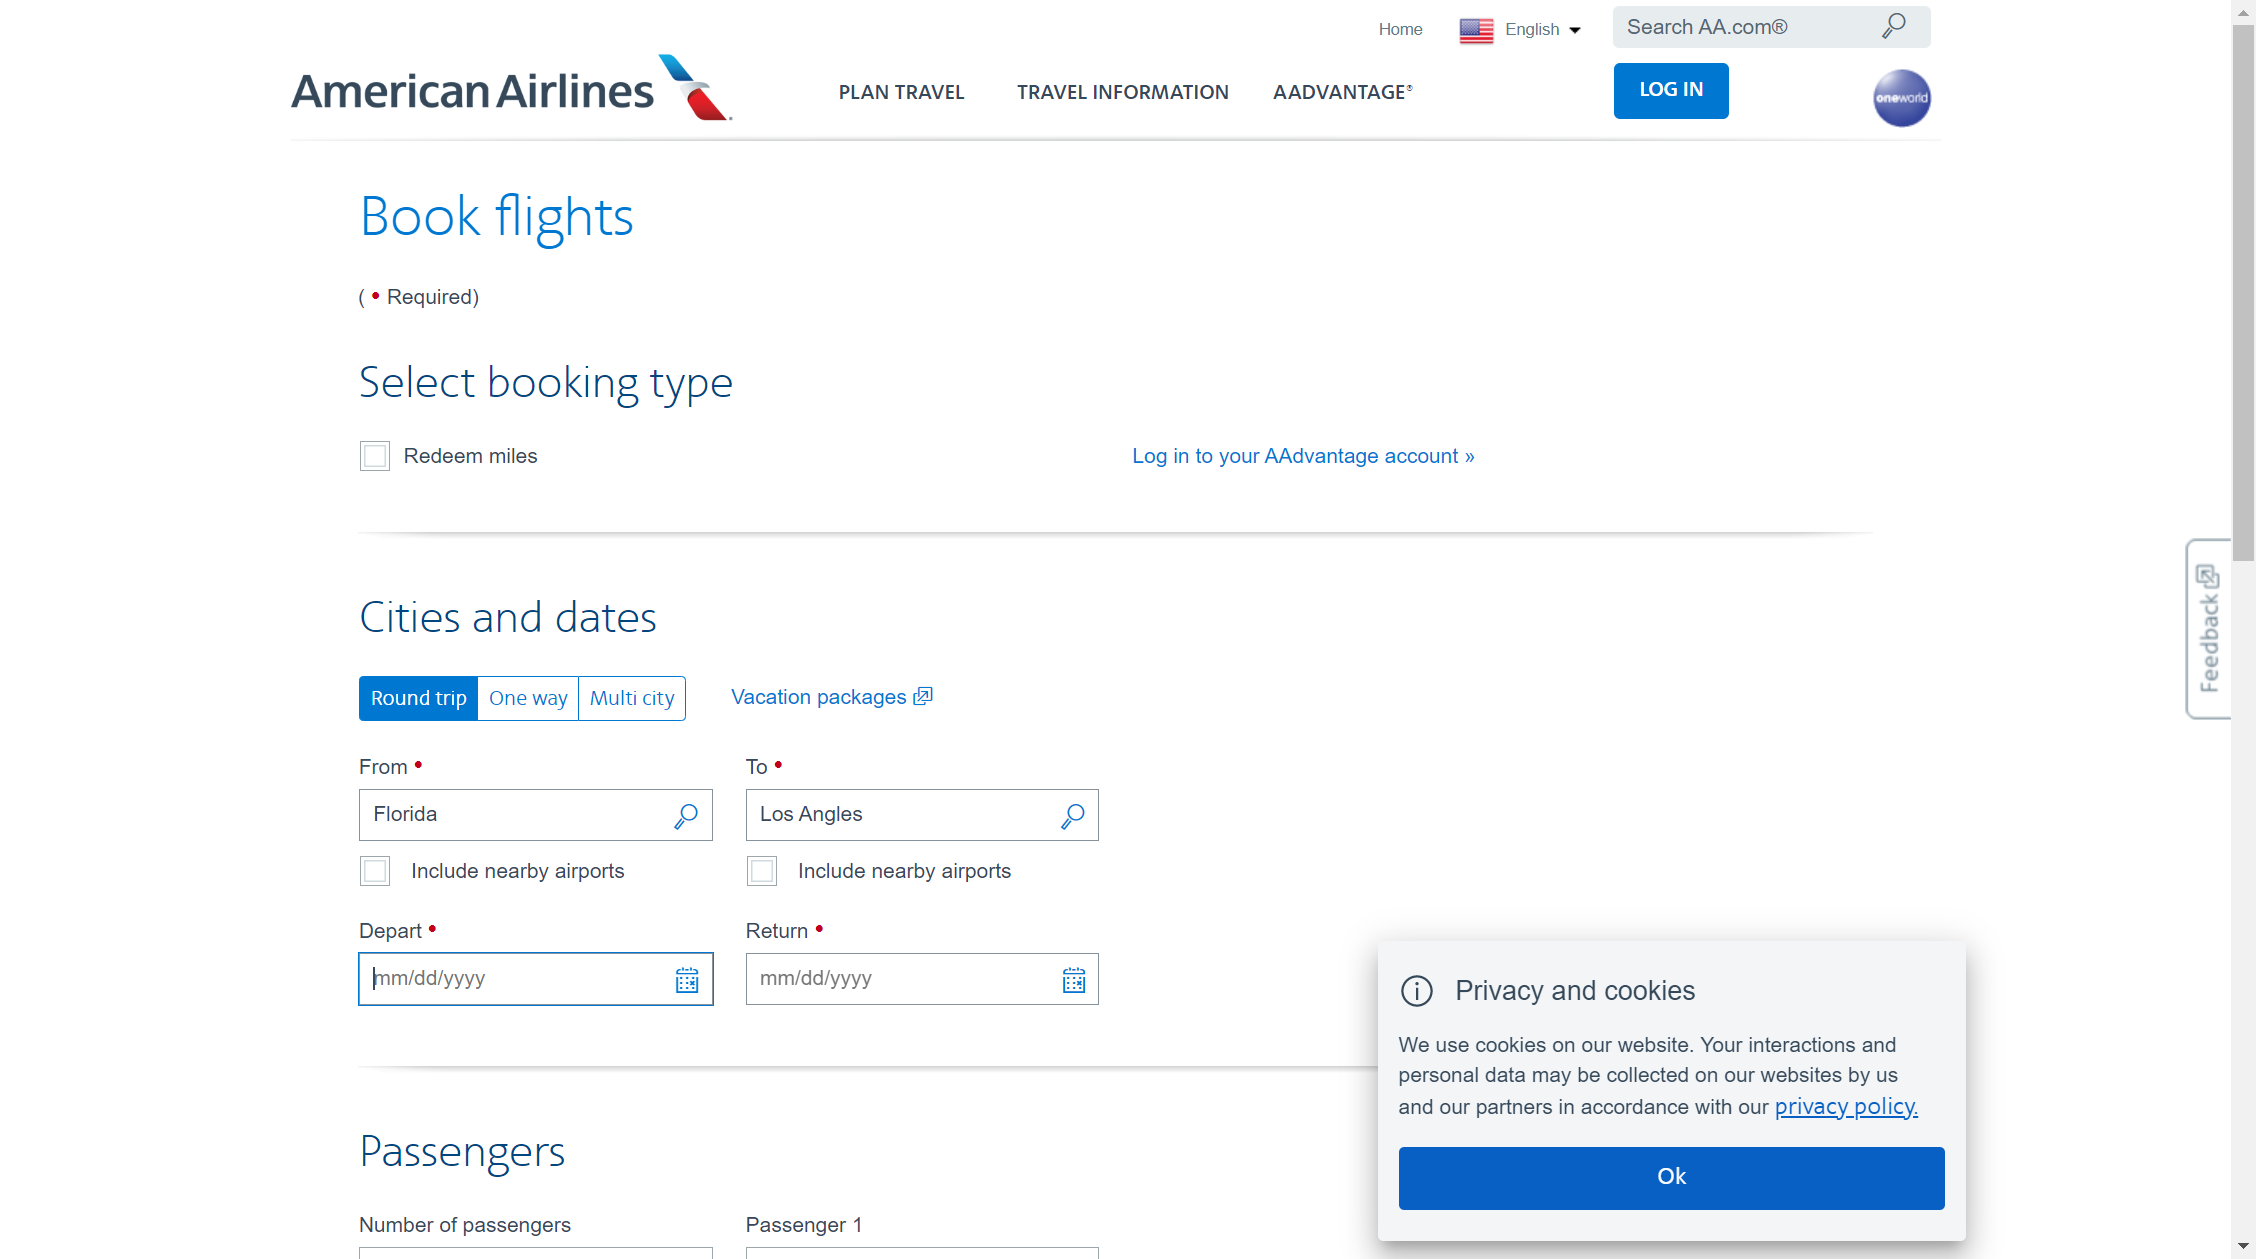 Home
English
Search AA.com®
American Airlines
PLAN TRAVEL
TRAVEL INFORMATION
AADVANTAGE®
LOG IN
oneworld
Book flights
( • Required)
Select booking type
Redeem miles
Log in to your AAdvantage account »
Cities and dates
Round trip
One way
Multi city
Vacation packages
From •
To •
Florida
Los Angles
Include nearby airports
Include nearby airports
Depart •
Return •
mm/dd/yyyy
mm/dd/yyyy
Passengers
Number of passengers
Passenger 1
Feedback
Privacy and cookies
We use cookies on our website. Your interactions and
personal data may be collected on our websites by us
and our partners in accordance with our privacy policy.
Ok